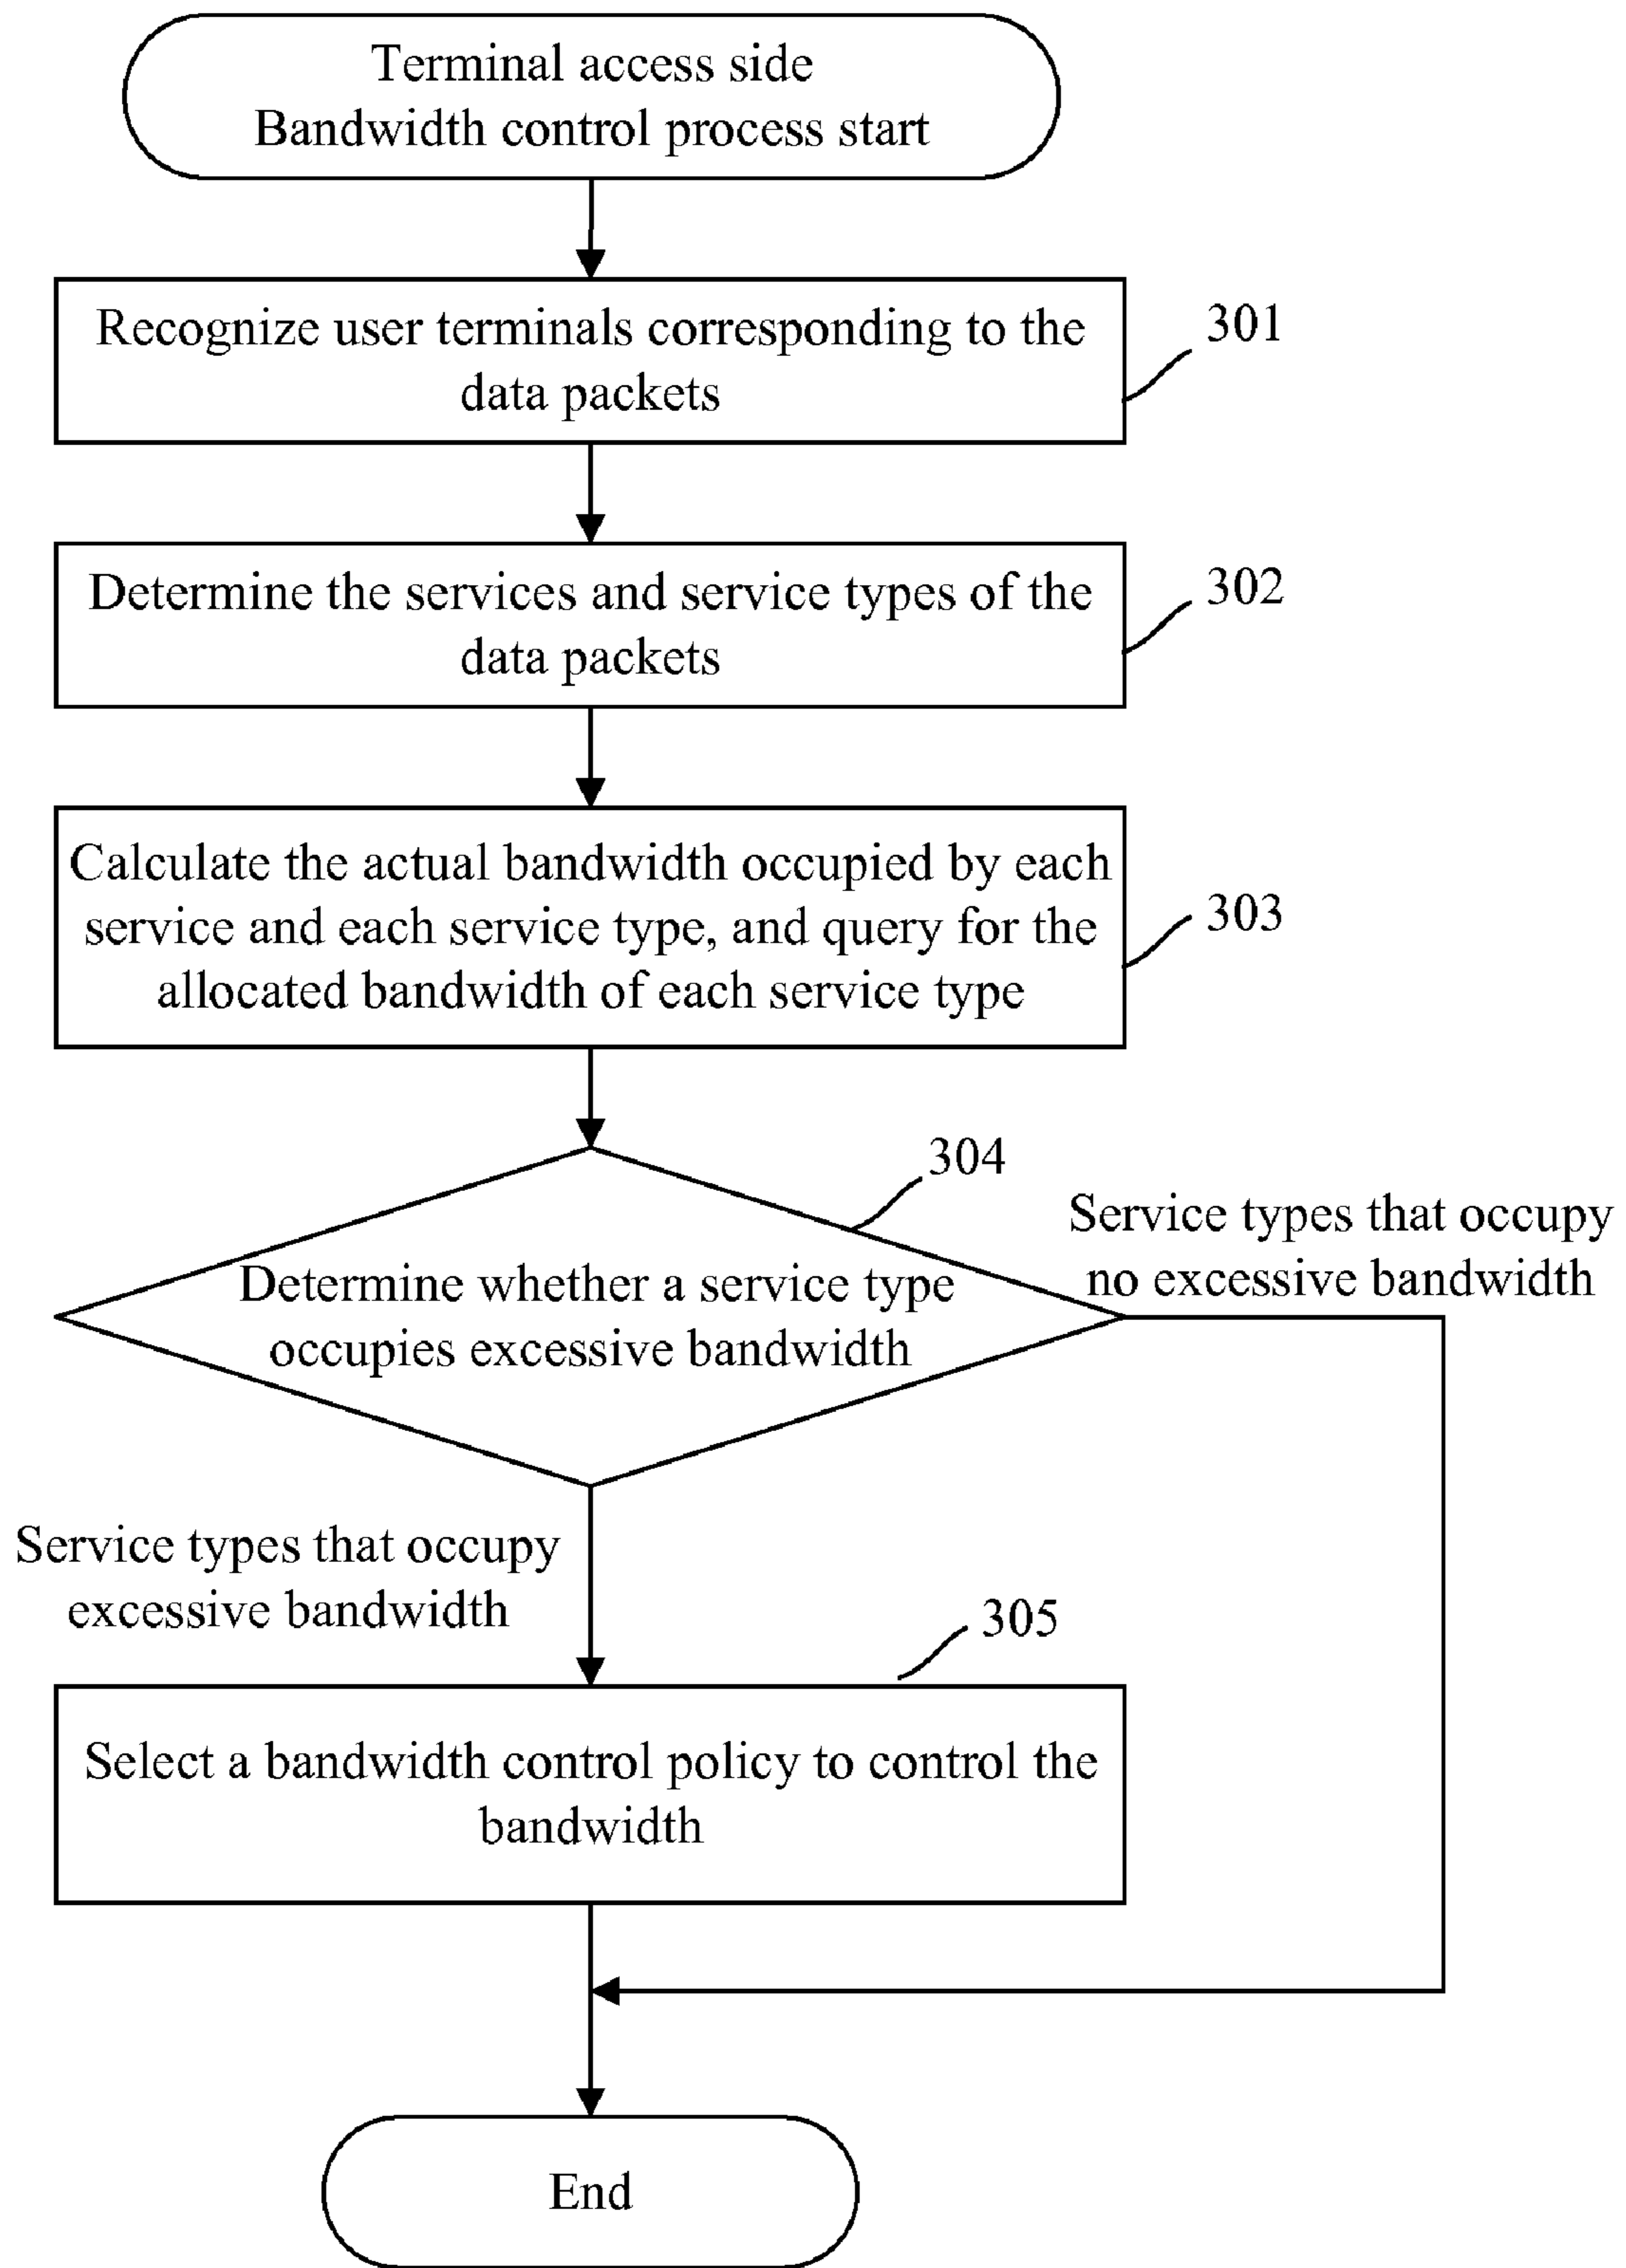 Terminal access side
Bandwidth control process start
Recognize user terminals corresponding to the
data packets
301
Determine the services and service types of the
data packets
302
Calculate the actual bandwidth occupied by each
service and each service type, and query for the
allocated bandwidth of each service type
303
304
Service types that occupy
no excessive bandwidth
Determine whether a service type
occupies excessive bandwidth
Service types that occupy
excessive bandwidth
305
Select a bandwidth control policy to control the
bandwidth
End